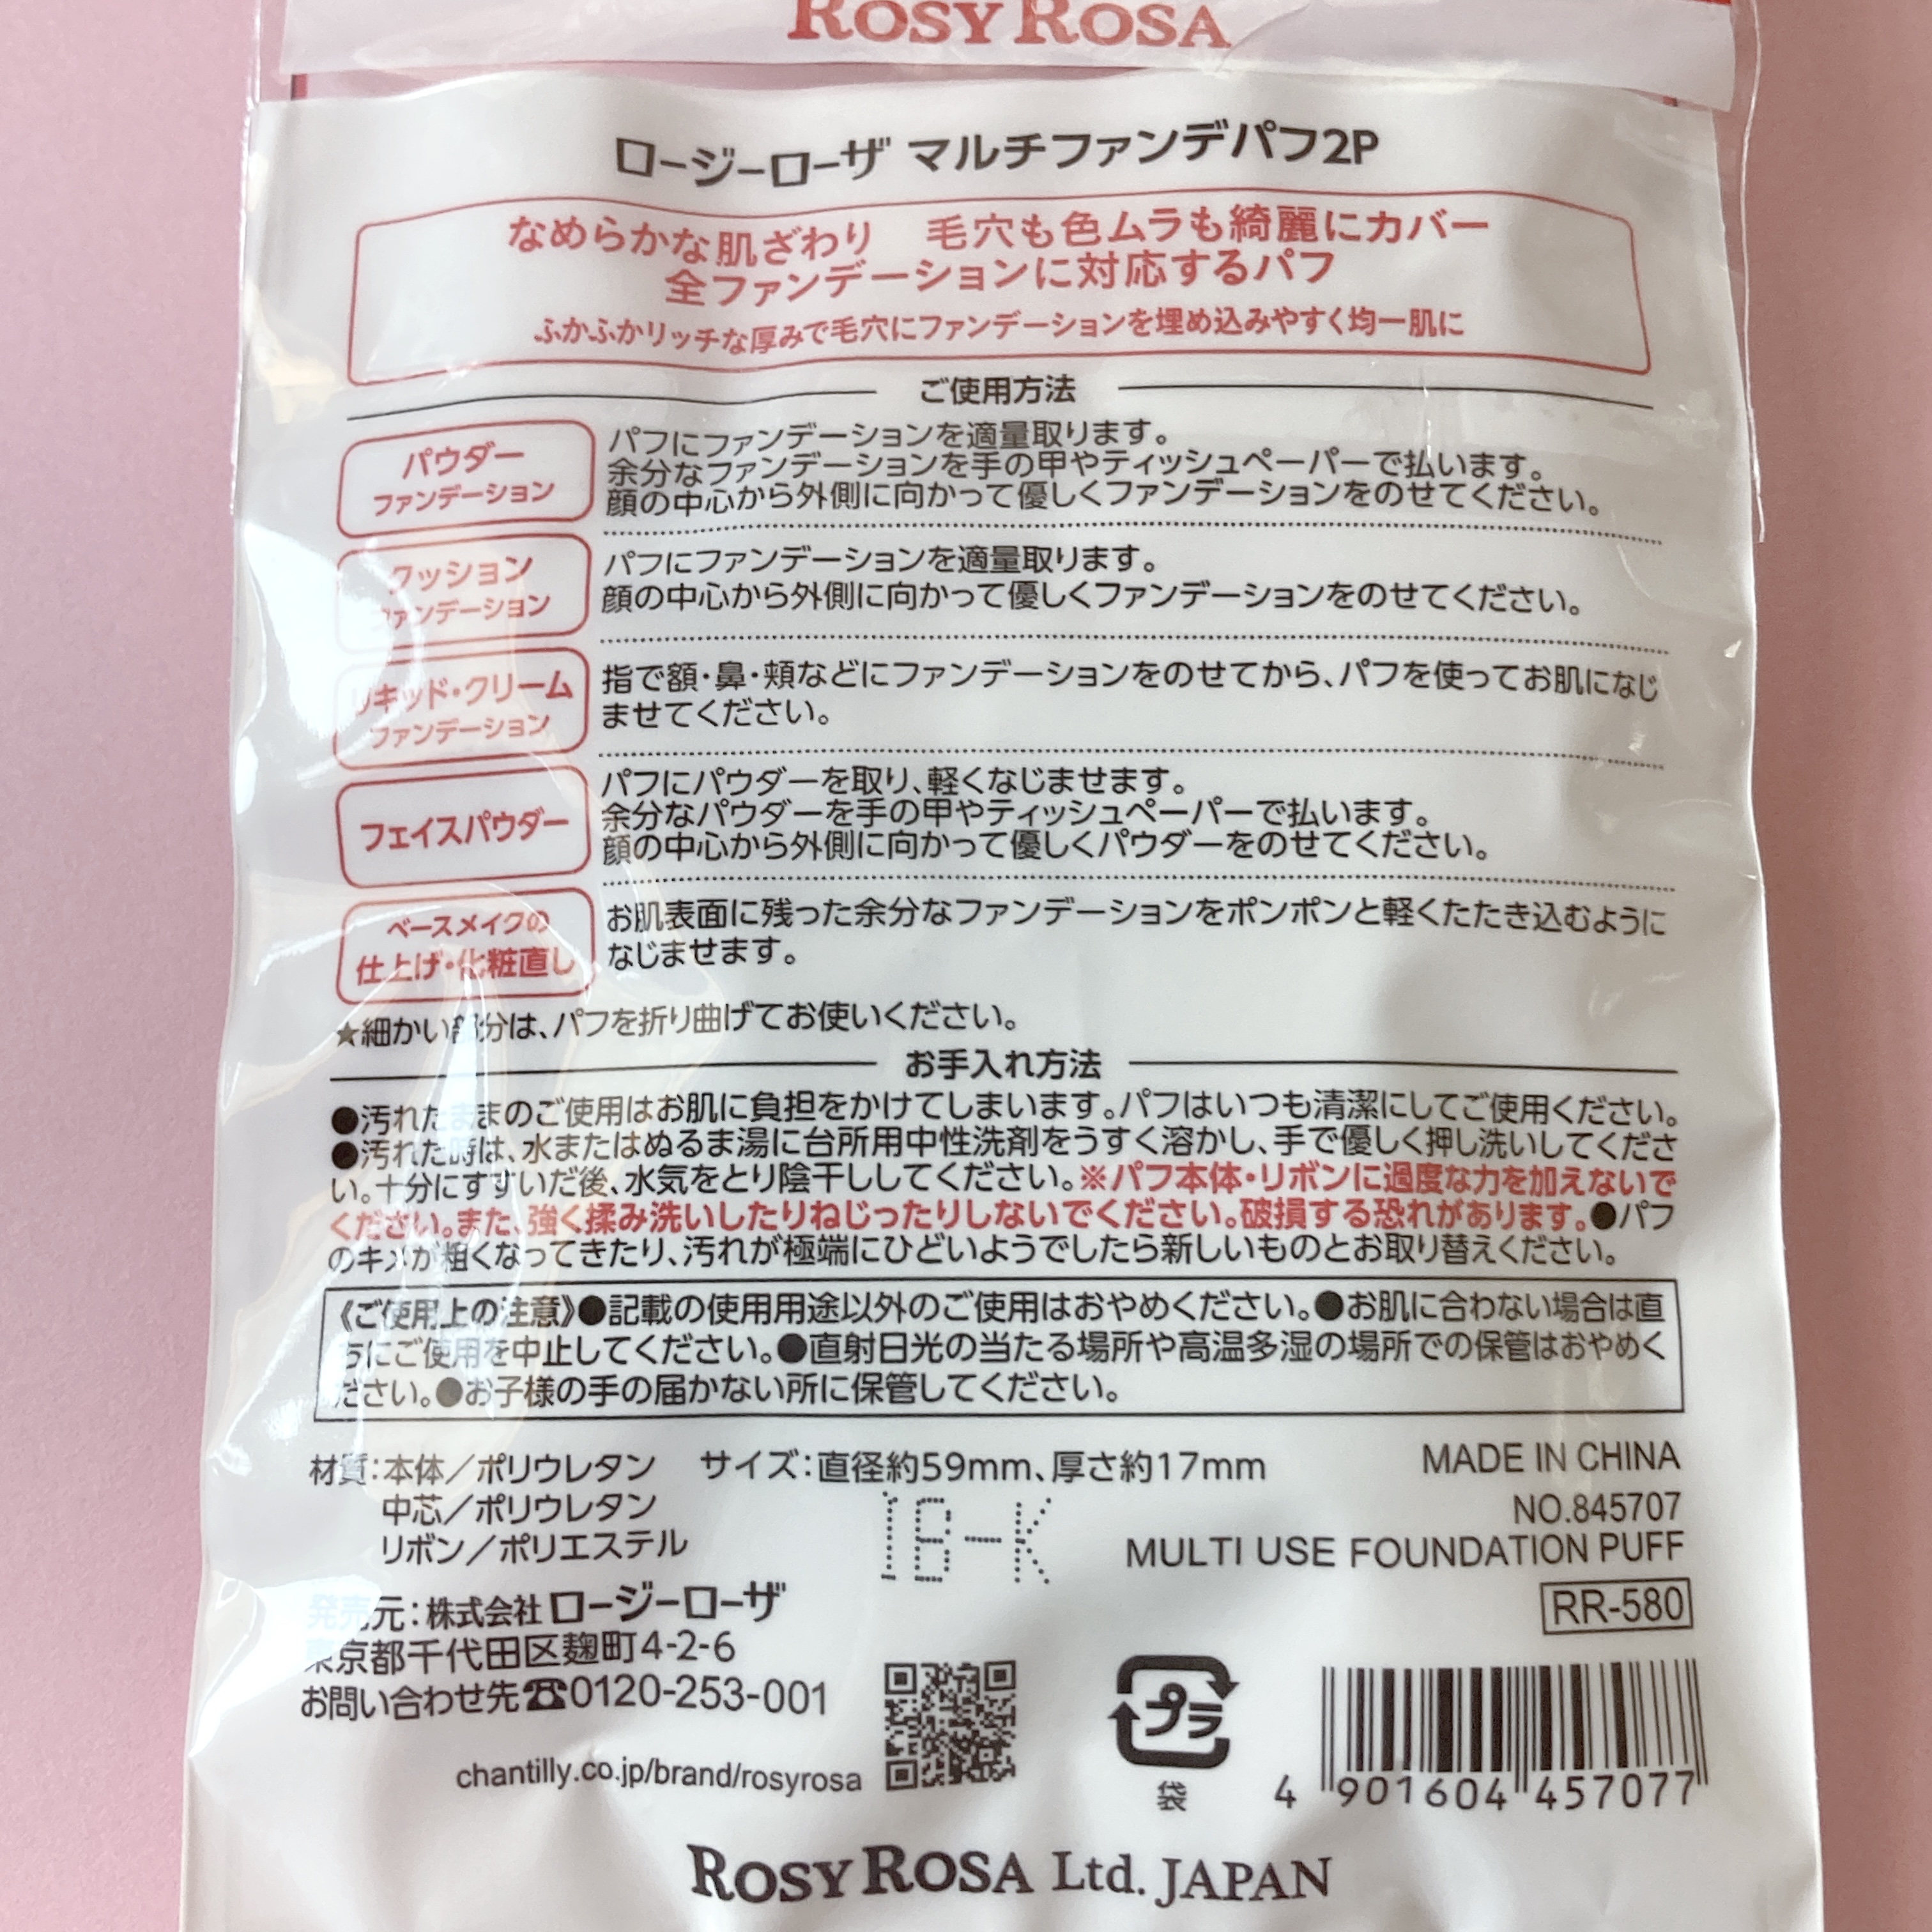 ROSY ROSA
ロージーローザ マルチファンデパフ2P
なめらかな肌ざわり 毛穴も色ムラも綺麗にカバー
全ファンデーションに対応するパフ
ふかふかリッチな厚みで毛穴にファンデーションを埋め込みやすく均一肌に
ご使用方法
パウダー
ファンデーション
パフにファンデーションを適量取ります。
余分なファンデーションを手の甲やティッシュペーパーで払います。
顔の中心から外側に向かって優しくファンデーションをのせてください。
クッション
ファンデーション
パフにファンデーションを適量取ります。
顔の中心から外側に向かって優しくファンデーションをのせてください。
リキッド・クリーム
ファンデーション
指で額・鼻・頬などにファンデーションをのせてから、パフを使ってお肌になじ
ませてください。
フェイスパウダー
パフにパウダーを取り、軽くなじませます。
余分なパウダーを手の甲やティッシュペーパーで払います。
顔の中心から外側に向かって優しくパウダーをのせてください。
ベースメイクの
仕上げ・化粧直し
お肌表面に残った余分なファンデーションをポンポンと軽くたたき込むように
なじませます。
★細かい部分は、パフを折り曲げてお使いください。
お手入れ方法
●汚れたままのご使用はお肌に負担をかけてしまいます。パフはいつも清潔にしてご使用ください。
●汚れた時は、水またはぬるま湯に台所用中性洗剤をうすく溶かし、手で優しく押し洗いしてくださ
い。十分にすすいだ後、水気をとり陰干ししてください。※パフ本体・リボンに過度な力を加えないで
ください。また、強く揉み洗いしたりねじったりしないでください。破損する恐れがあります。●パフ
のキメが粗くなってきたり、汚れが極端にひどいようでしたら新しいものとお取り替えください。
《ご使用上の注意》●記載の使用用途以外のご使用はおやめください。●お肌に合わない場合は直
ちにご使用を中止してください。●直射日光の当たる場所や高温多湿の場所での保管はおやめく
ださい。●お子様の手の届かない所に保管してください。
材質：本体／ポリウレタン サイズ：直径約59mm、厚さ約17mm
中芯／ポリウレタン
リボン／ポリエステル
MADE IN CHINA
NO.845707
1B-K
MULTI USE FOUNDATION PUFF
RR-580
発売元：株式会社ロージーローザ
東京都千代田区麹町4-2-6
お問い合わせ先☎0120-253-001
chantilly.co.jp/brand/rosyrosa
プラ
袋
4 901604 457077
ROSY ROSA Ltd. JAPAN